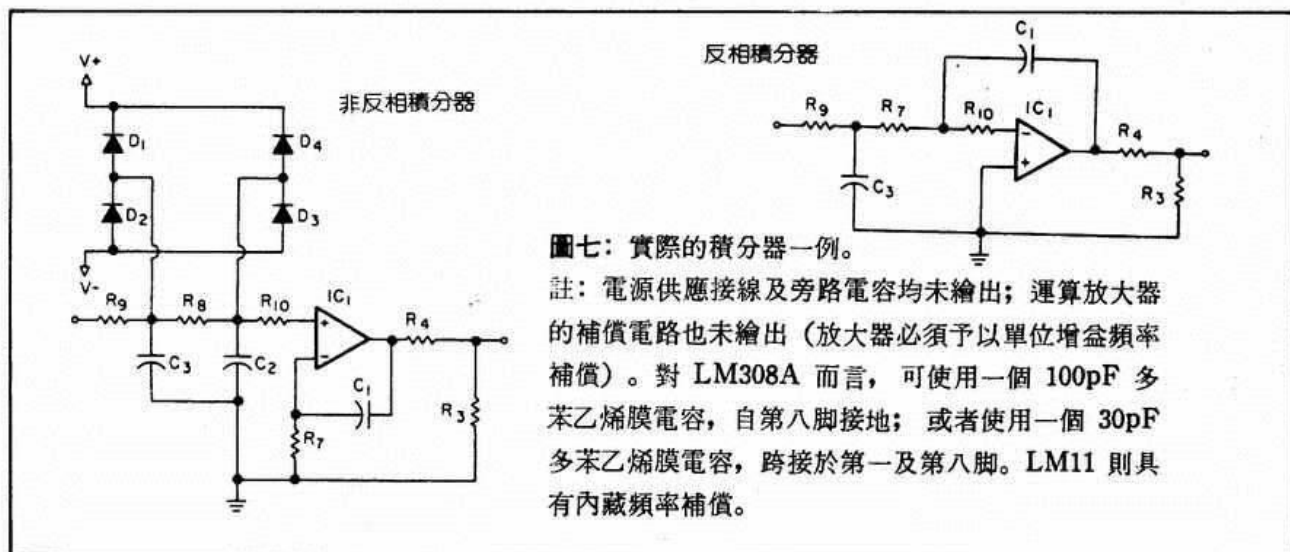 V+
非反相積分器
D₁
D₄
D₂
D₃
V-
R₉
R₈
R₁₀
IC₁
+
-
R₄
C₃
C₂
C₁
R₃
R₇
反相積分器
C₁
R₉
R₇
R₁₀
IC₁
-
+
R₄
C₃
R₃
圖七：實際的積分器一例。
註：電源供應接線及旁路電容均未繪出；運算放大器
的補償電路也未繪出（放大器必須予以單位增益頻率
補償）。對 LM308A 而言，可使用一個 100pF 多
苯乙烯膜電容，自第八脚接地；或者使用一個 30pF
多苯乙烯膜電容，跨接於第一及第八脚。LM11 則具
有內藏頻率補償。